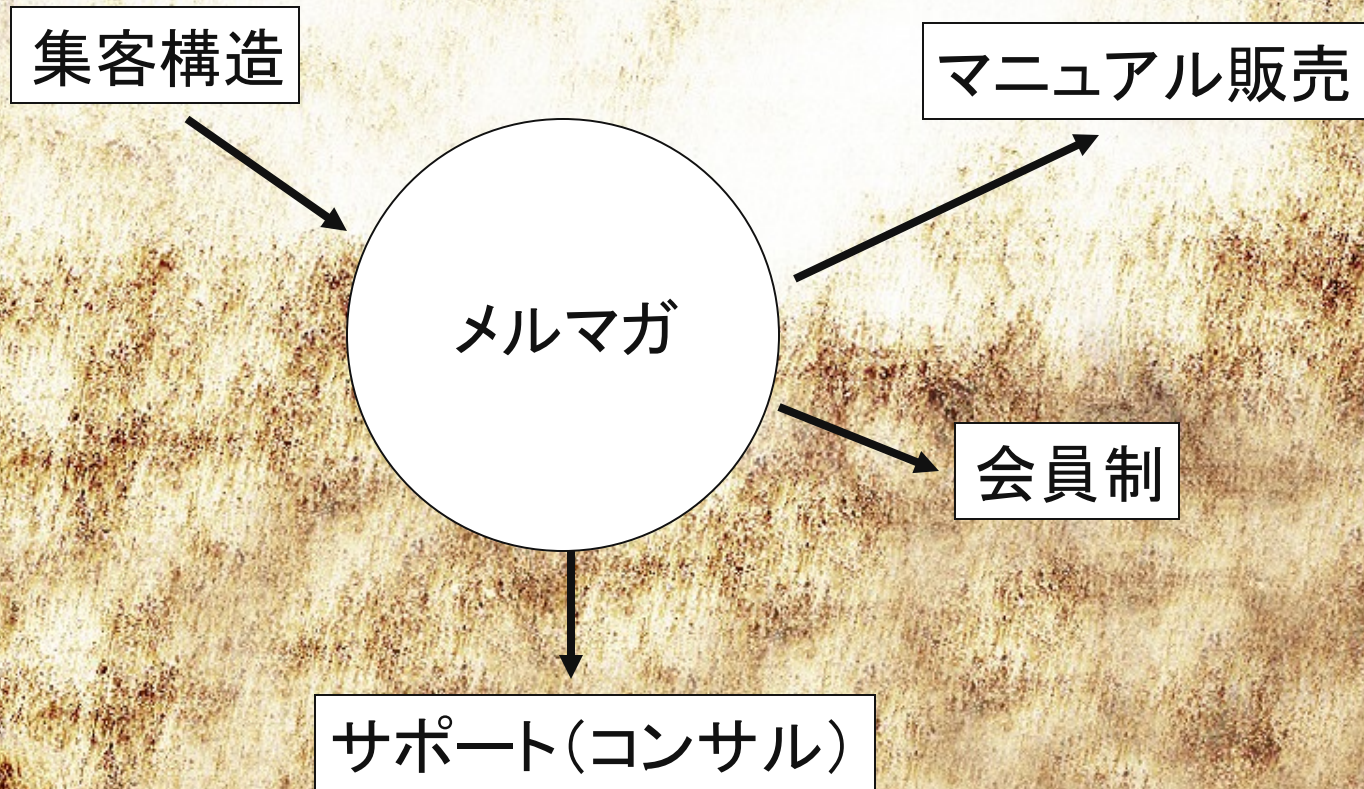 集客構造
マニュアル販売
メルマガ
会員制
サポート(コンサル)